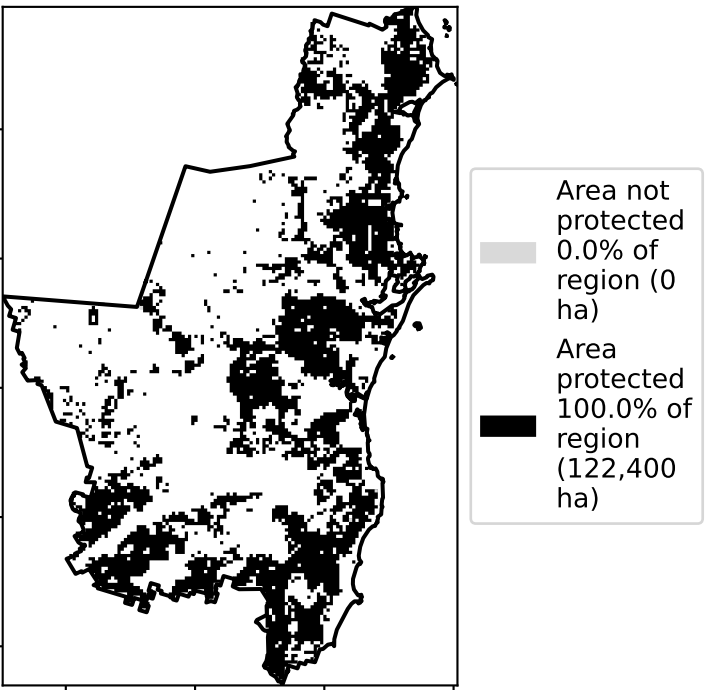 Area not
protected
0.0% of
region (0
ha)
Area
protected
100.0% of
region
(122,400
ha)